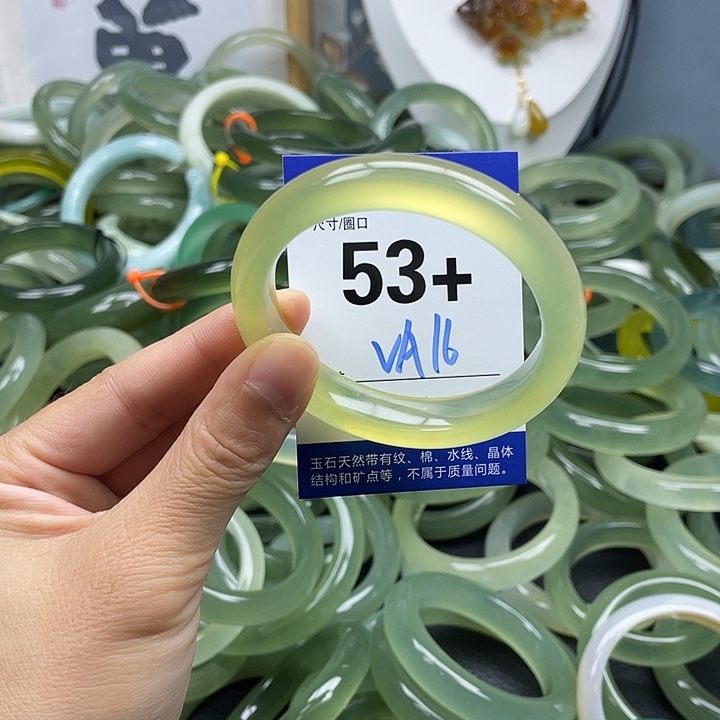 尺寸/圈口
53+
VA16
玉石天然带有纹、棉、水线、晶体
结构和矿点等，不属于质量问题。